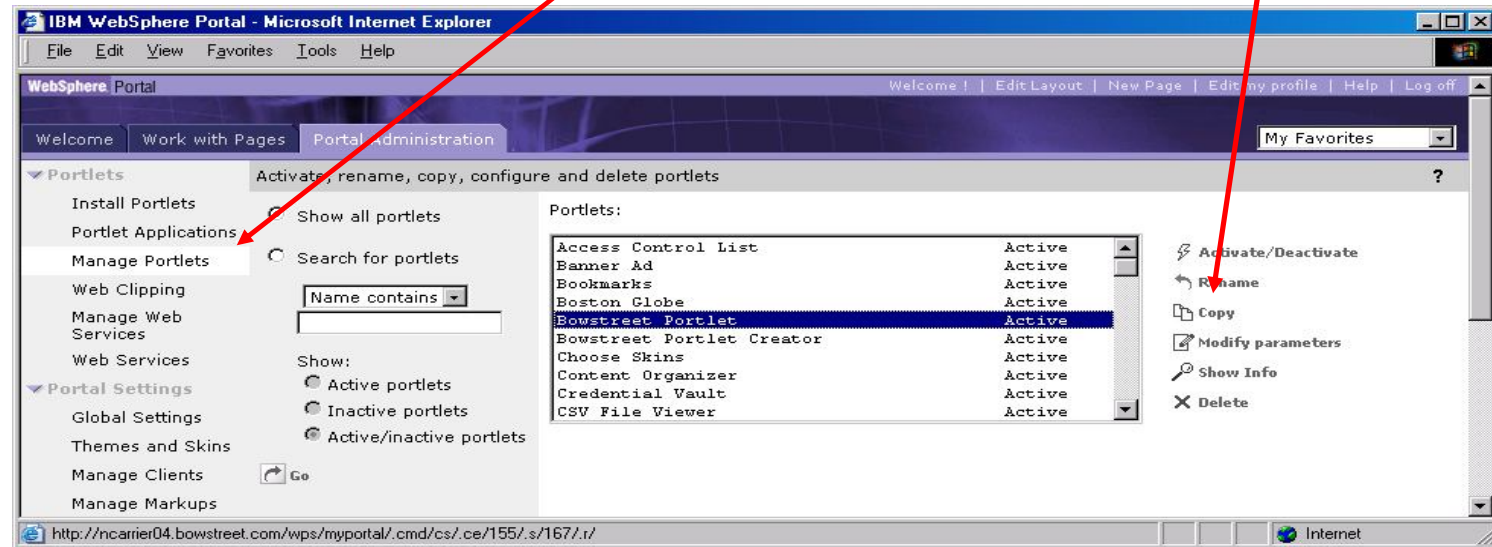 IBM WebSphere Portal - Microsoft Internet Explorer
File Edit View Favorites Tools Help
WebSphere Portal
Welcome ! | Edit Layout | New Page | Edit my profile | Help | Log off
Welcome Work with Pages Portal Administration
My Favorites
Portlets
Install Portlets
Portlet Applications
Manage Portlets
Web Clipping
Manage Web
Services
Web Services
Portal Settings
Global Settings
Themes and Skins
Manage Clients
Manage Markups
Activate, rename, copy, configure and delete portlets ?
Show all portlets
Search for portlets
Name contains
Show:
Active portlets
Inactive portlets
Active/inactive portlets
Go
Portlets:
Access Control List Active
Banner Ad Active
Bookmarks Active
Boston Globe Active
Bowstreet Portlet Active
Bowstreet Portlet Creator Active
Choose Skins Active
Content Organizer Active
Credential Vault Active
CSV File Viewer Active
Activate/Deactivate
Rename
Copy
Modify parameters
Show Info
Delete
http://ncarrier04.bowstreet.com/wps/myportal/.cmd/cs/.ce/155/.s/167/.r/
Internet